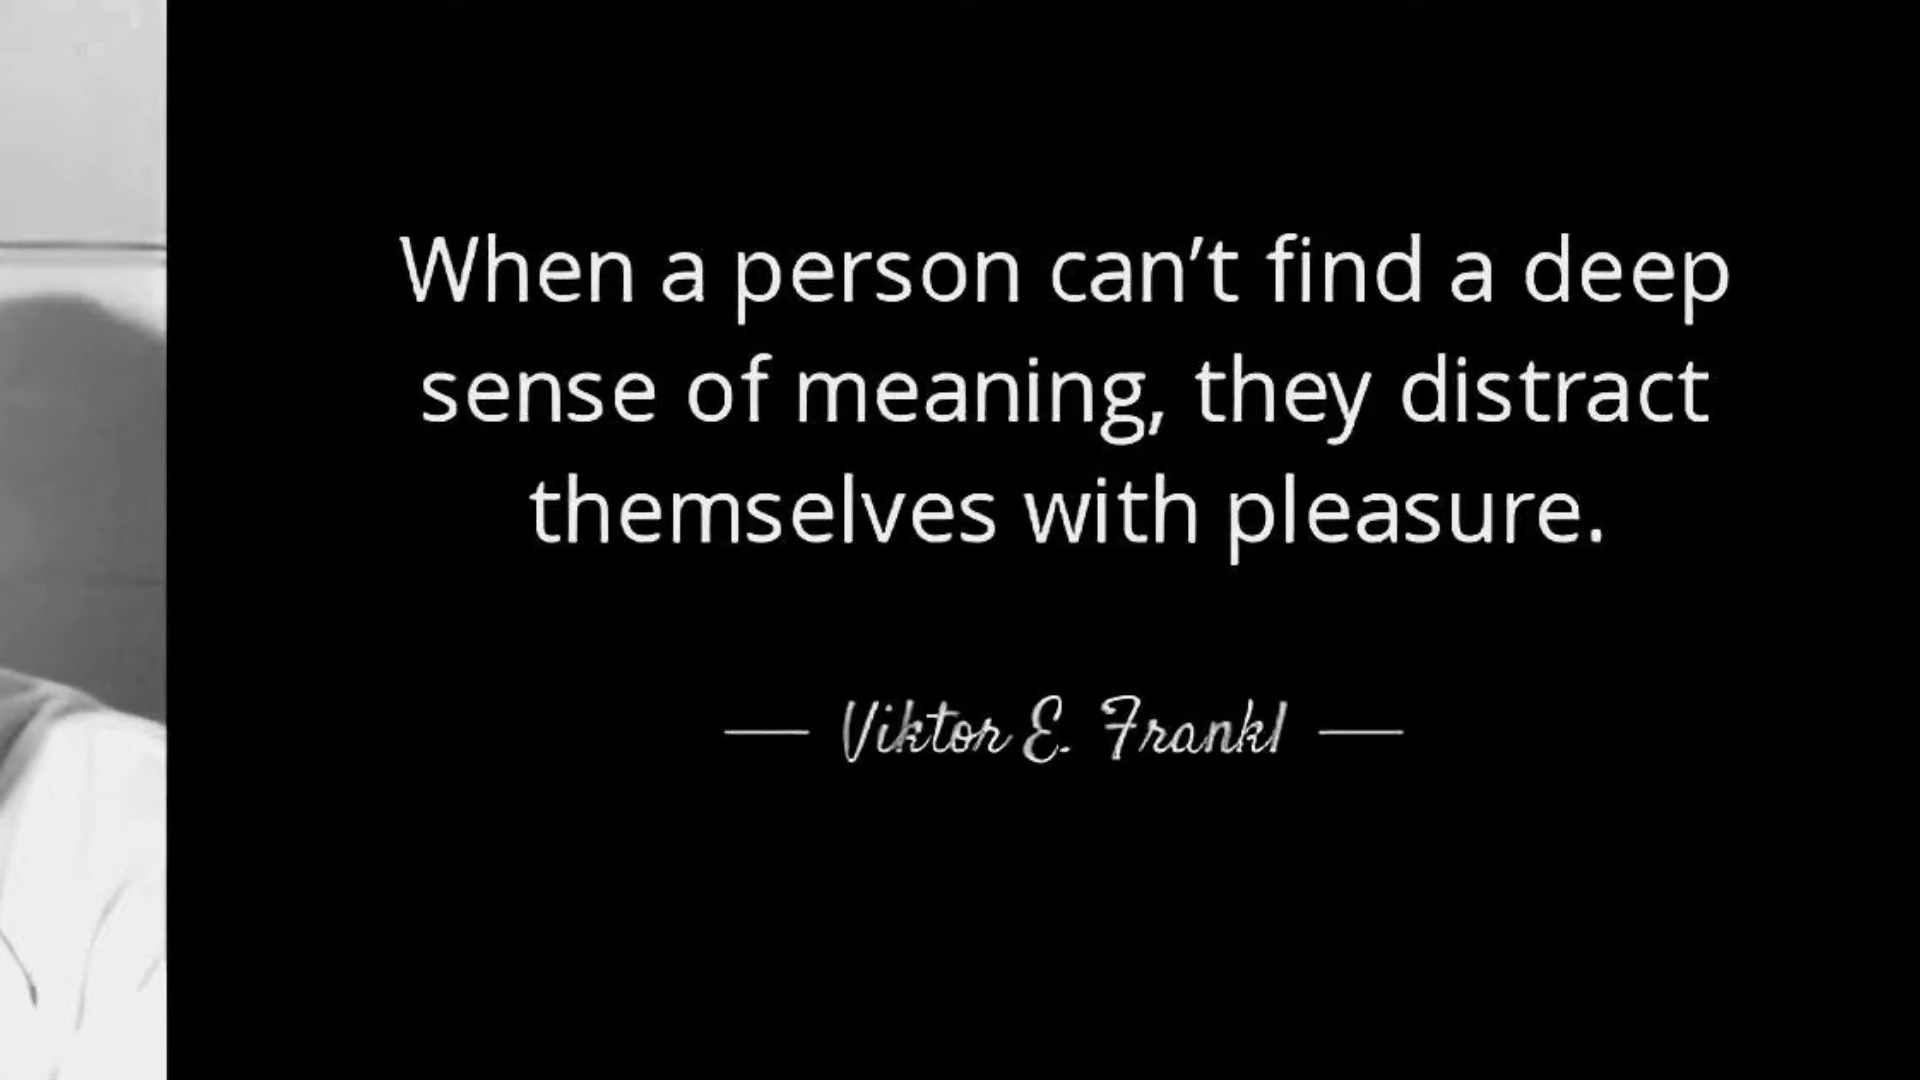 When a person can’t find a deep
sense of meaning, they distract
themselves with pleasure.
— Viktor E. Frankl —